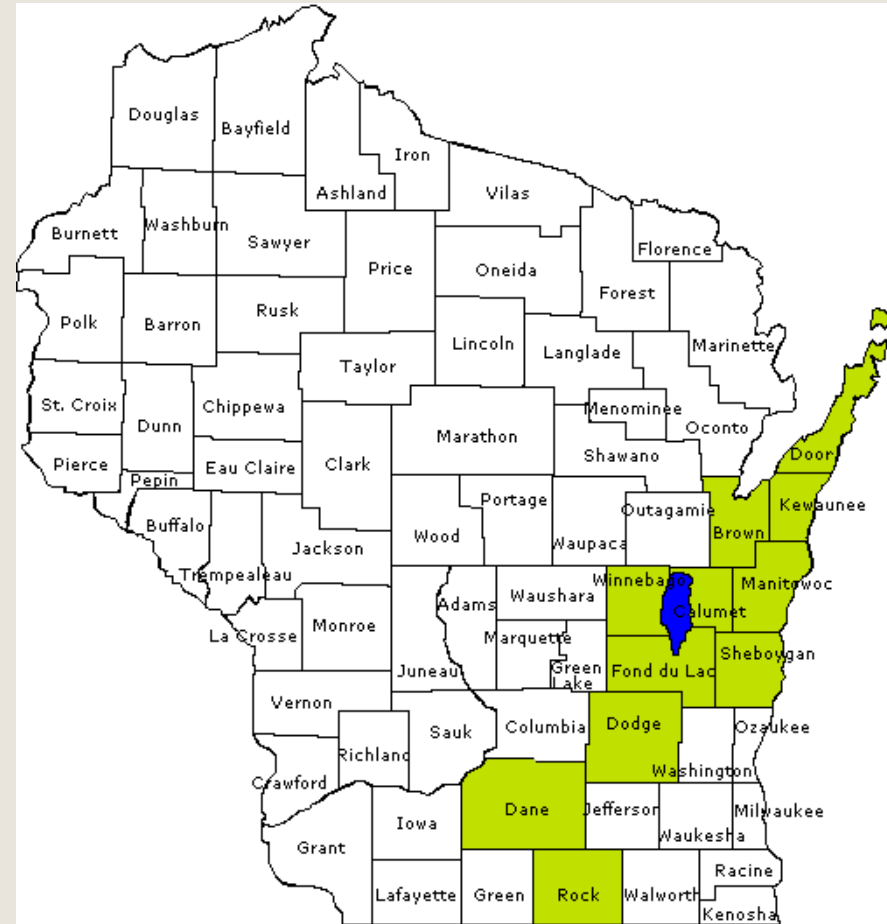 Douglas
Bayfield
Iron
Ashland
Vilas
Burnett
Washburn
Sawyer
Florence
Price
Oneida
Forest
Polk
Barron
Rusk
Lincoln
Langlade
Marinette
Taylor
St. Croix
Chippewa
Menominee
Dunn
Marathon
Oconto
Shawano
Door
Pierce
Eau Claire
Clark
Pepin
Portage
Kewaunee
Buffalo
Outagamie
Wood
Waupaca
Brown
Jackson
Trempealeau
Winnebago
Manitowoc
Adams
Waushara
Calumet
La Crosse
Monroe
Marquette
Sheboygan
Juneau
Green
Lake
Fond du Lac
Vernon
Columbia
Dodge
Ozaukee
Sauk
Richland
Washington
Crawford
Dane
Jefferson
Milwaukee
Iowa
Waukesha
Grant
Racine
Lafayette
Green
Rock
Walworth
Kenosha